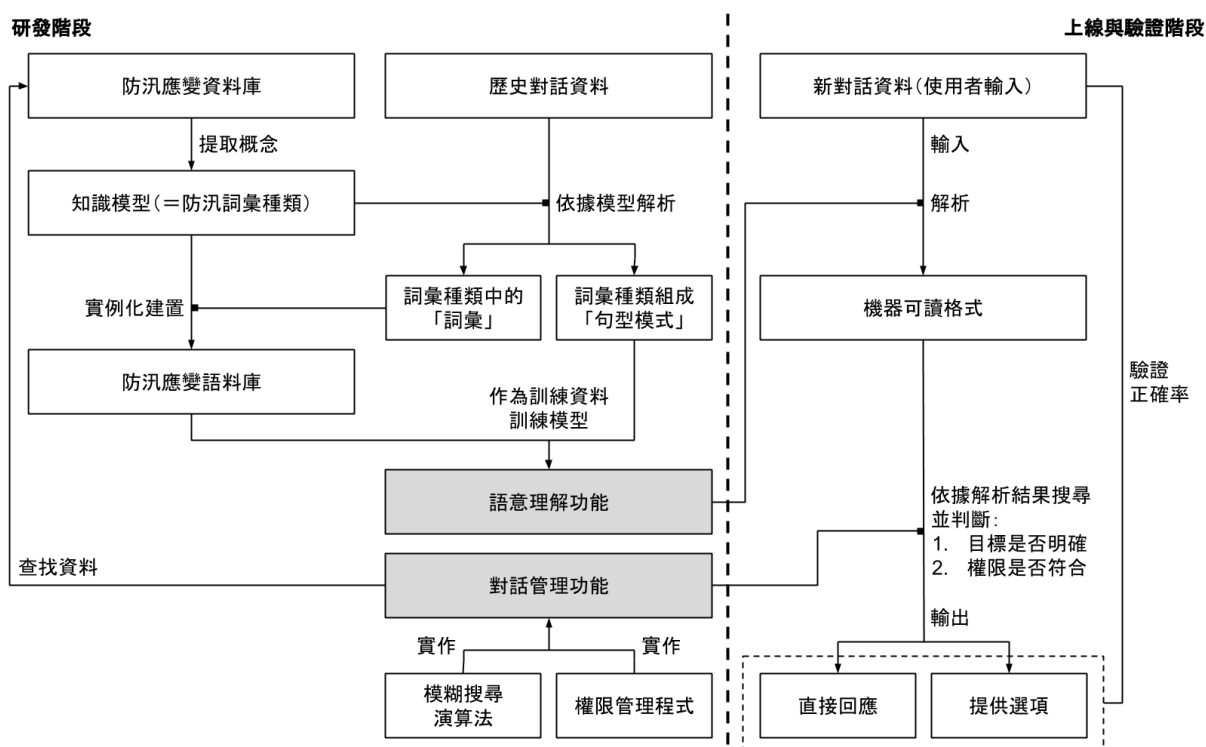 研發階段
上線與驗證階段
防汛應變資料庫
歷史對話資料
新對話資料(使用者輸入)
提取概念
輸入
知識模型(=防汛詞彙種類)
依據模型解析
解析
實例化建置
詞彙種類中的
「詞彙」
詞彙種類組成
「句型模式」
機器可讀格式
防汛應變語料庫
作為訓練資料
訓練模型
驗證
正確率
語意理解功能
依據解析結果搜尋
並判斷:
1. 目標是否明確
2. 權限是否符合
查找資料
對話管理功能
實作
實作
輸出
模糊搜尋
演算法
權限管理程式
直接回應
提供選項